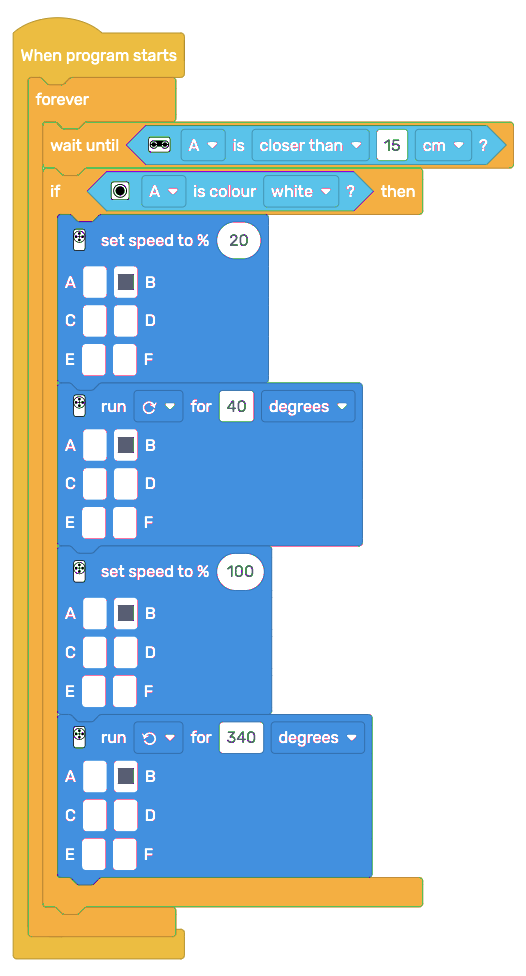 When program starts
forever
wait until A is closer than 15 cm ?
if A is colour white ? then
set speed to % 20
A B
C D
E F
run for 40 degrees
A B
C D
E F
set speed to % 100
A B
C D
E F
run for 340 degrees
A B
C D
E F